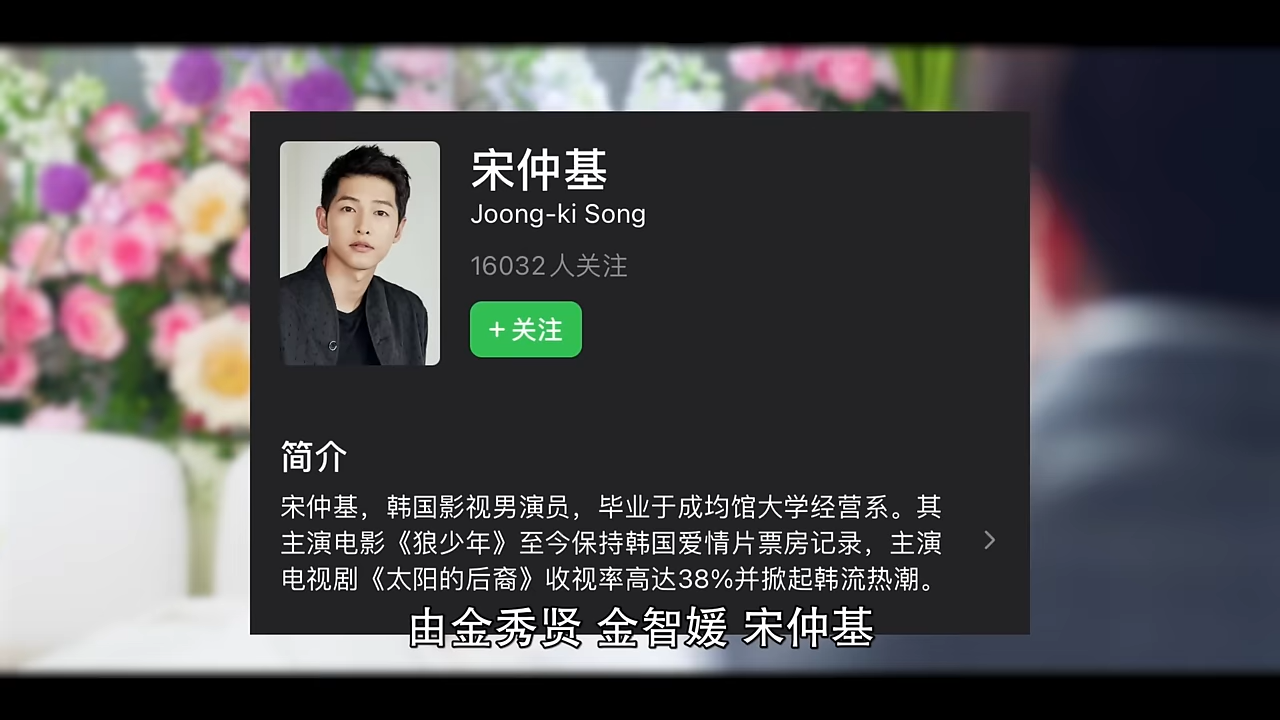 宋仲基
Joong-ki Song
16032人关注
+ 关注
简介
宋仲基，韩国影视男演员，毕业于成均馆大学经营系。其
主演电影《狼少年》至今保持韩国爱情片票房记录，主演
电视剧《太阳的后裔》收视率高达38%并掀起韩流热潮。
由金秀贤 金智媛 宋仲基